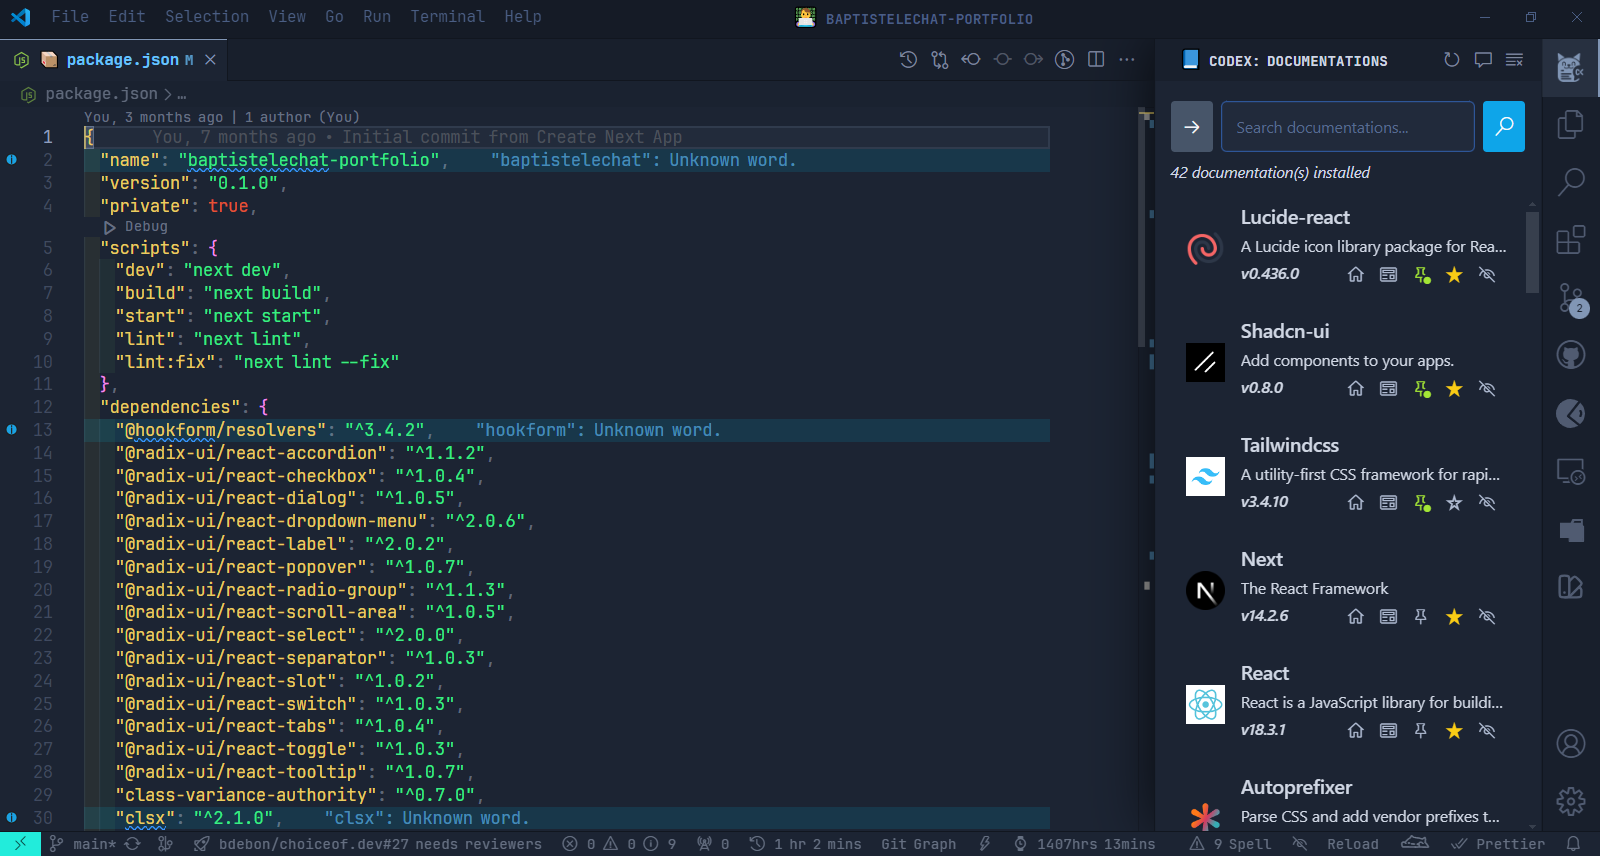 File Edit Selection View Go Run Terminal Help
BAPTISTELECHAT-PORTFOLIO
package.json M
package.json > …
You, 3 months ago | 1 author (You)
1 { You, 7 months ago • Initial commit from Create Next App
2 "name": "baptistelechat-portfolio", "baptistelechat": Unknown word.
3 "version": "0.1.0",
4 "private": true,
Debug
5 "scripts": {
6 "dev": "next dev",
7 "build": "next build",
8 "start": "next start",
9 "lint": "next lint",
10 "lint:fix": "next lint --fix"
11 },
12 "dependencies": {
13 "@hookform/resolvers": "^3.4.2", "hookform": Unknown word.
14 "@radix-ui/react-accordion": "^1.1.2",
15 "@radix-ui/react-checkbox": "^1.0.4",
16 "@radix-ui/react-dialog": "^1.0.5",
17 "@radix-ui/react-dropdown-menu": "^2.0.6",
18 "@radix-ui/react-label": "^2.0.2",
19 "@radix-ui/react-popover": "^1.0.7",
20 "@radix-ui/react-radio-group": "^1.1.3",
21 "@radix-ui/react-scroll-area": "^1.0.5",
22 "@radix-ui/react-select": "^2.0.0",
23 "@radix-ui/react-separator": "^1.0.3",
24 "@radix-ui/react-slot": "^1.0.2",
25 "@radix-ui/react-switch": "^1.0.3",
26 "@radix-ui/react-tabs": "^1.0.4",
27 "@radix-ui/react-toggle": "^1.0.3",
28 "@radix-ui/react-tooltip": "^1.0.7",
29 "class-variance-authority": "^0.7.0",
30 "clsx": "^2.1.0", "clsx": Unknown word.
CODEX: DOCUMENTATIONS
Search documentations...
42 documentation(s) installed
Lucide-react
A Lucide icon library package for Rea...
v0.436.0
Shadcn-ui
Add components to your apps.
v0.8.0
Tailwindcss
A utility-first CSS framework for rapi...
v3.4.10
Next
The React Framework
v14.2.6
React
React is a JavaScript library for buildi...
v18.3.1
Autoprefixer
Parse CSS and add vendor prefixes t...
2
main* bdebon/choiceof.dev#27 needs reviewers 0 0 9 0 1 hr 2 mins Git Graph 1407hrs 13mins 9 Spell Reload Prettier